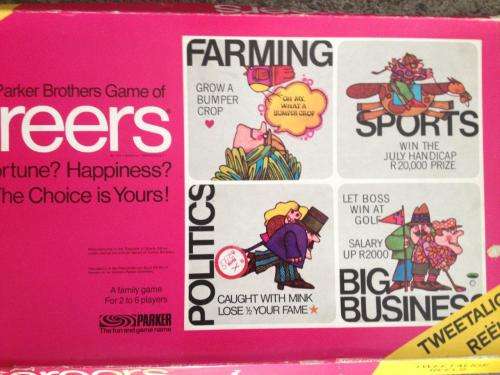 Parker Brothers Game of
reers
ortune? Happiness?
The Choice is Yours!
A family game
For 2 to 6 players
PARKER
The fun and game name
FARMING
GROW A
BUMPER
CROP
OH MY,
WHAT A
BUMPER CROP
SPORTS
WIN THE
JULY HANDICAP
R20,000 PRIZE
POLITICS
CAUGHT WITH MINK
LOSE ½ YOUR FAME
LET BOSS
WIN AT
GOLF
SALARY
UP R2000
BIG
BUSINESS
TWEETALIG
REËL
reers